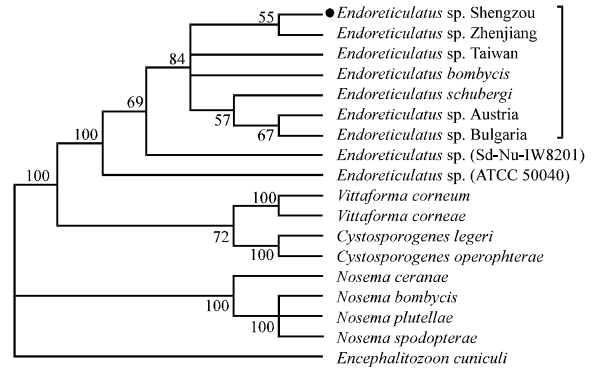 55
Endoreticulatus sp. Shengzou
Endoreticulatus sp. Zhenjiang
84
Endoreticulatus sp. Taiwan
Endoreticulatus bombycis
69
Endoreticulatus schubergi
57
Endoreticulatus sp. Austria
67
Endoreticulatus sp. Bulgaria
100
Endoreticulatus sp. (Sd-Nu-IW8201)
100
Endoreticulatus sp. (ATCC 50040)
100
Vittaforma corneum
Vittaforma corneae
72
Cystosporogenes legeri
100
Cystosporogenes operophterae
Nosema ceranae
100
Nosema bombycis
100
Nosema plutellae
Nosema spodopterae
Encephalitozoon cuniculi